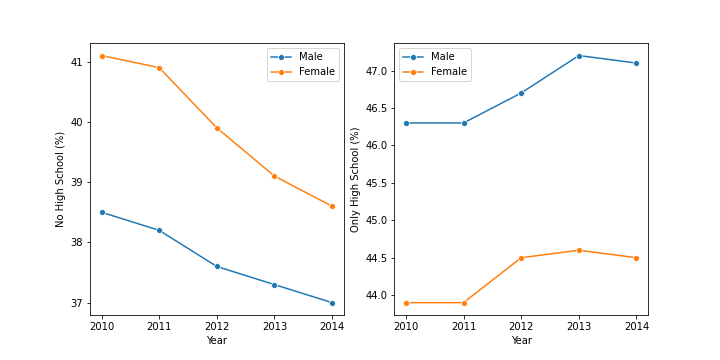 No High School (%)
41
40
39
38
37
Male
Female
2010
2011
2012
2013
2014
Year
Only High School (%)
47.0
46.5
46.0
45.5
45.0
44.5
44.0
Male
Female
2010
2011
2012
2013
2014
Year